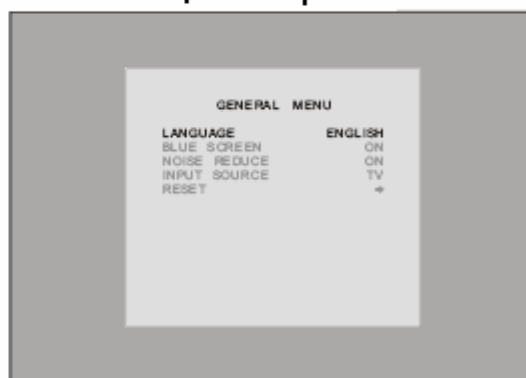 GENERAL MENU
LANGUAGE ENGLISH
BLUE SCREEN ON
NOISE REDUCE ON
INPUT SOURCE TV
RESET